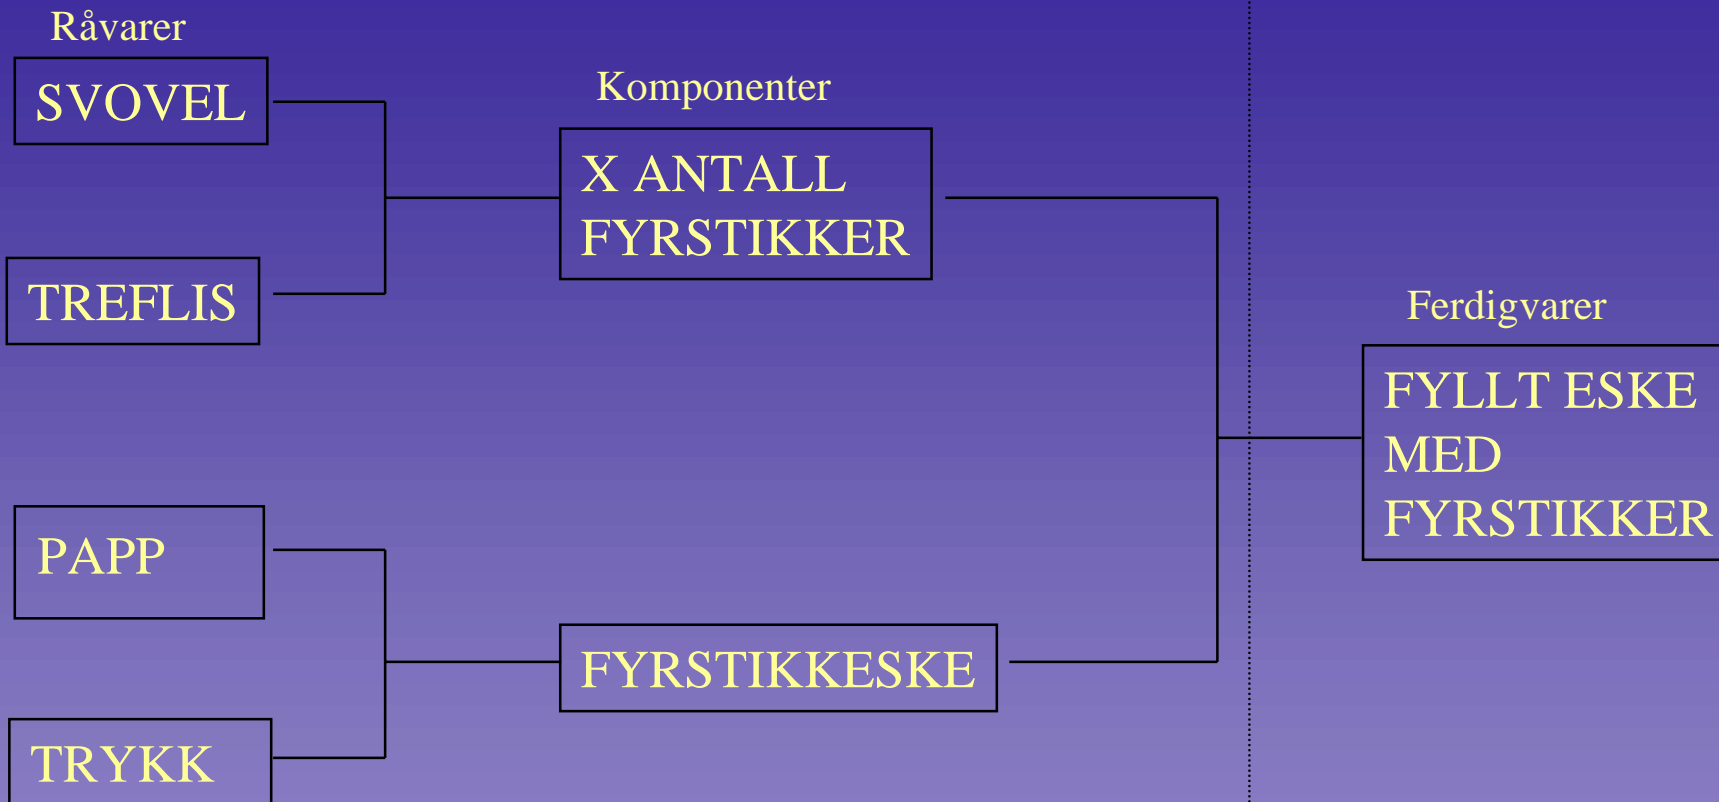 Råvarer
SVOVEL
TREFLIS
PAPP
TRYKK
Komponenter
X ANTALL
FYRSTIKKER
FYRSTIKKESKE
Ferdigvarer
FYLLT ESKE
MED
FYRSTIKKER